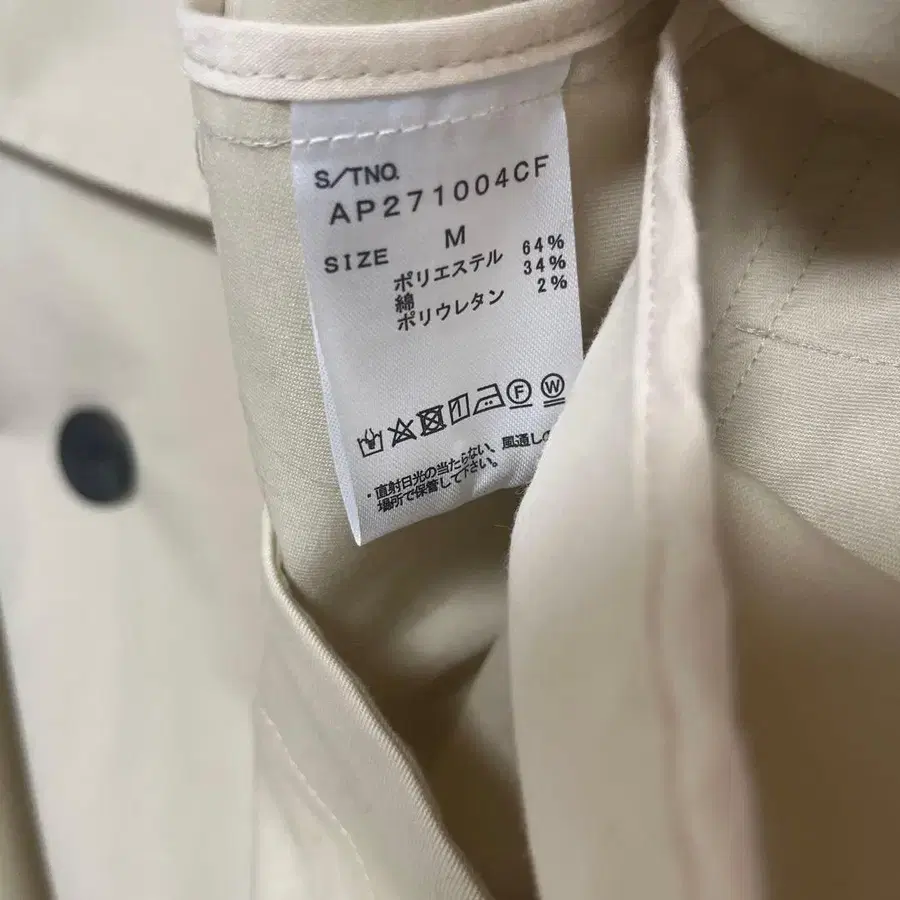 S/TNO.
AP271004CF
SIZE M
ポリエステル 64%
綿 34%
ポリウレタン 2%
F W
・直射日光の当たらない、風通しの
場所で保管して下さい。